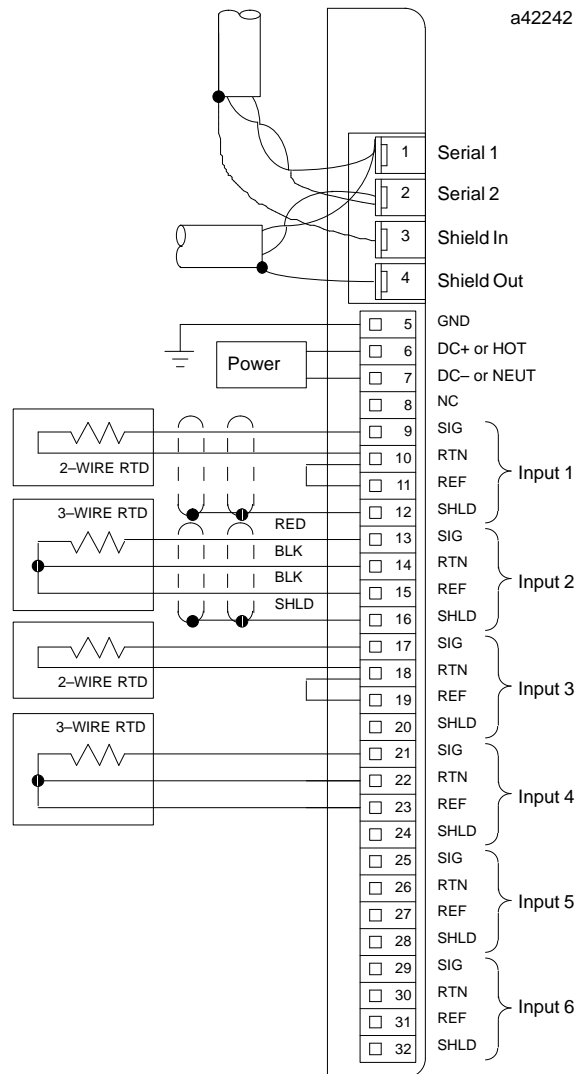 a42242
1 Serial 1
2 Serial 2
3 Shield In
4 Shield Out
5 GND
Power
6 DC+ or HOT
7 DC– or NEUT
8 NC
9 SIG
2–WIRE RTD
10 RTN
Input 1
11 REF
12 SHLD
3–WIRE RTD
RED
13 SIG
BLK
14 RTN
Input 2
BLK
15 REF
SHLD
16 SHLD
17 SIG
18 RTN
2–WIRE RTD
Input 3
19 REF
20 SHLD
3–WIRE RTD
21 SIG
22 RTN
Input 4
23 REF
24 SHLD
25 SIG
26 RTN
Input 5
27 REF
28 SHLD
29 SIG
30 RTN
Input 6
31 REF
32 SHLD